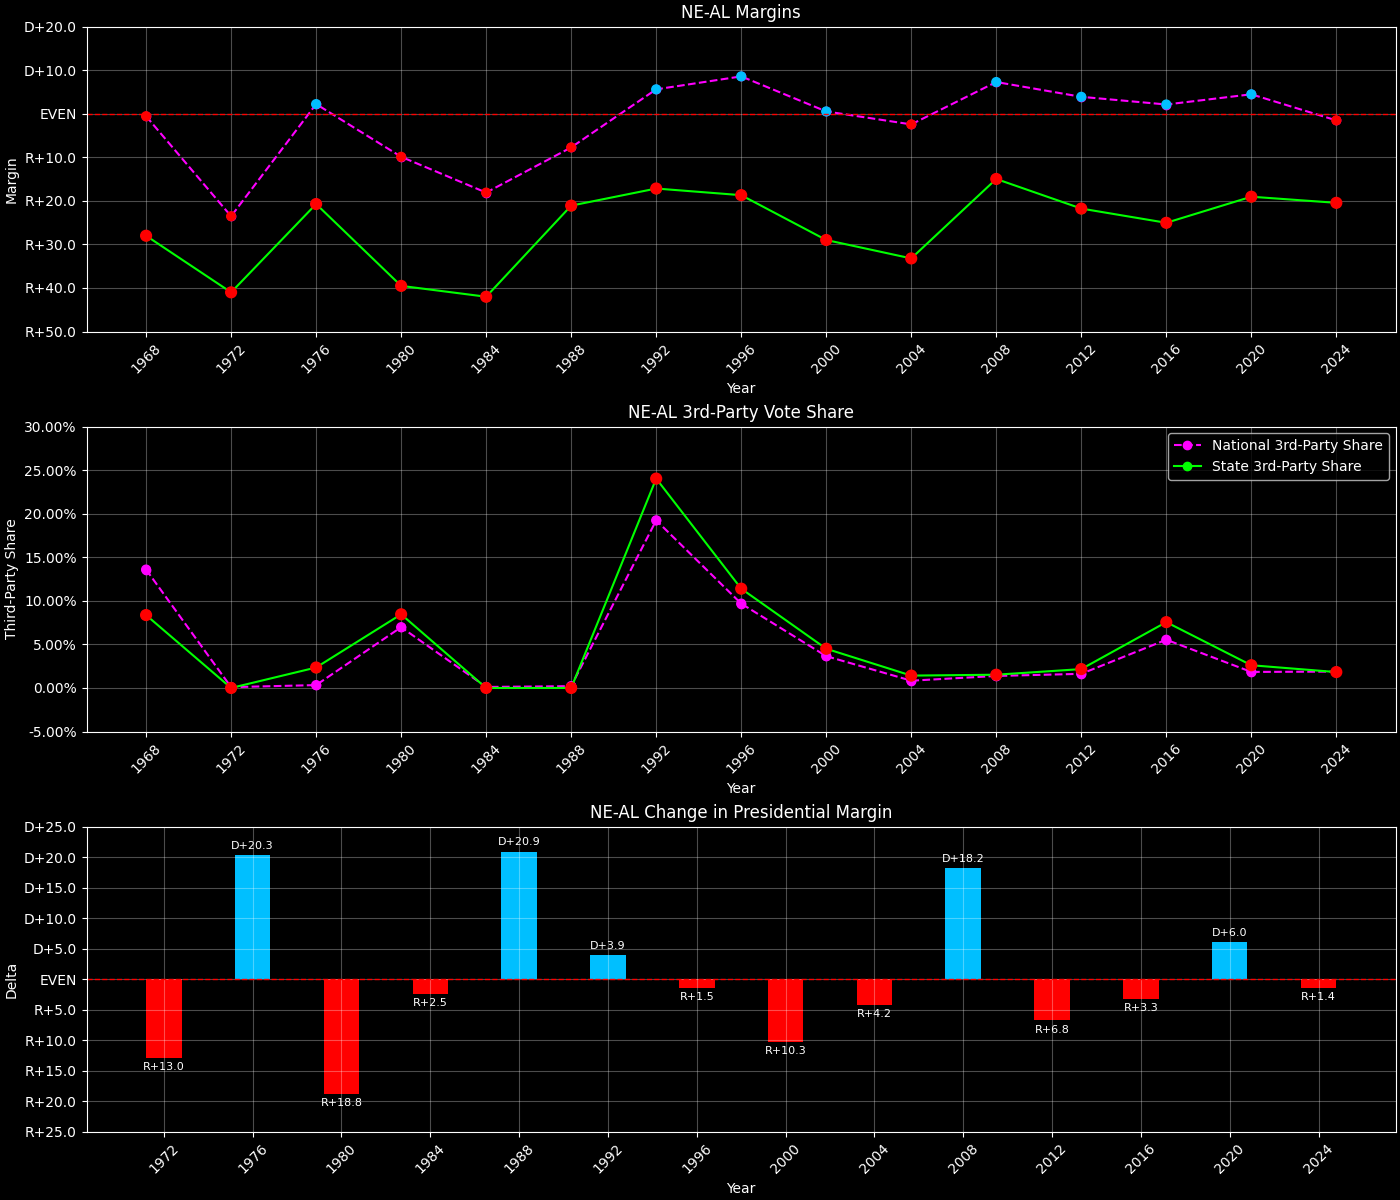 NE-AL Margins
D+20.0
D+10.0
EVEN
R+10.0
R+20.0
R+30.0
R+40.0
R+50.0
Margin
1968
1972
1976
1980
1984
1988
1992
1996
2000
2004
2008
2012
2016
2020
2024
Year
NE-AL 3rd-Party Vote Share
30.00%
25.00%
20.00%
15.00%
10.00%
5.00%
0.00%
-5.00%
Third-Party Share
National 3rd-Party Share
State 3rd-Party Share
1968
1972
1976
1980
1984
1988
1992
1996
2000
2004
2008
2012
2016
2020
2024
Year
NE-AL Change in Presidential Margin
D+25.0
D+20.0
D+15.0
D+10.0
D+5.0
EVEN
R+5.0
R+10.0
R+15.0
R+20.0
R+25.0
Delta
R+13.0
D+20.3
R+18.8
R+2.5
D+20.9
D+3.9
R+1.5
R+10.3
R+4.2
D+18.2
R+6.8
R+3.3
D+6.0
R+1.4
1972
1976
1980
1984
1988
1992
1996
2000
2004
2008
2012
2016
2020
2024
Year